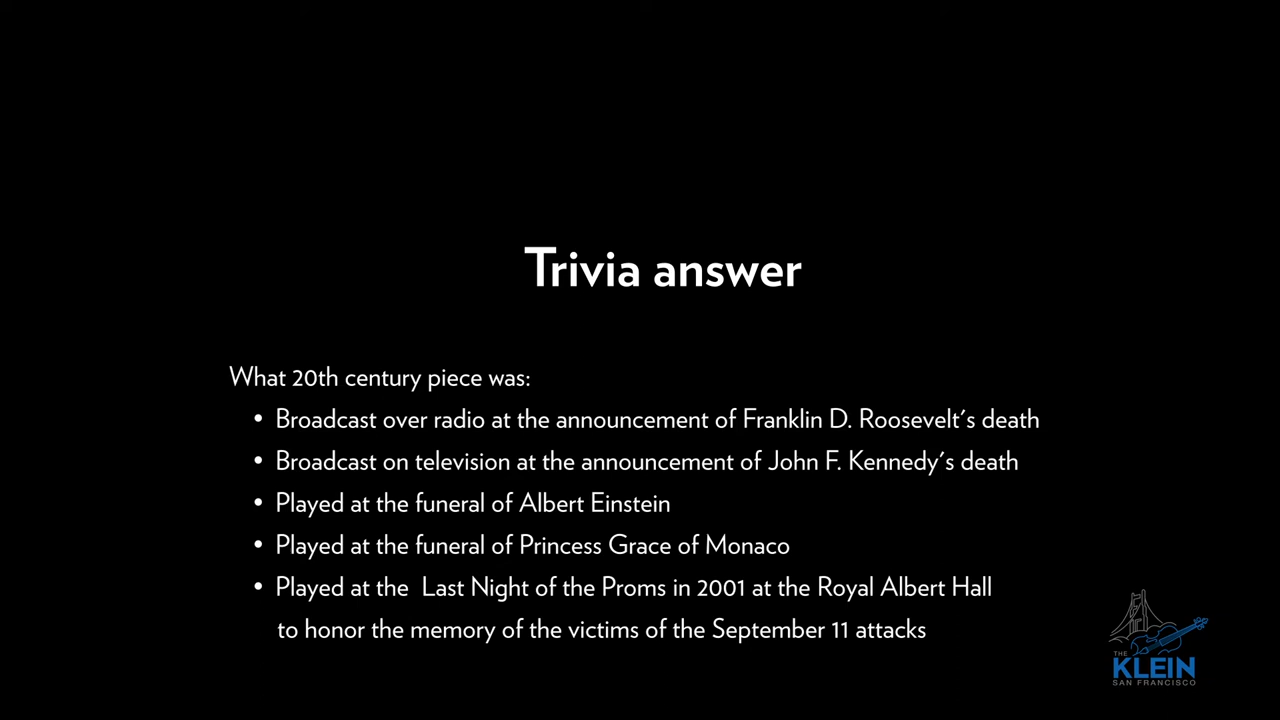 Trivia answer
What 20th century piece was:
• Broadcast over radio at the announcement of Franklin D. Roosevelt's death
• Broadcast on television at the announcement of John F. Kennedy's death
• Played at the funeral of Albert Einstein
• Played at the funeral of Princess Grace of Monaco
• Played at the  Last Night of the Proms in 2001 at the Royal Albert Hall
to honor the memory of the victims of the September 11 attacks
THE
KLEIN
SAN FRANCISCO